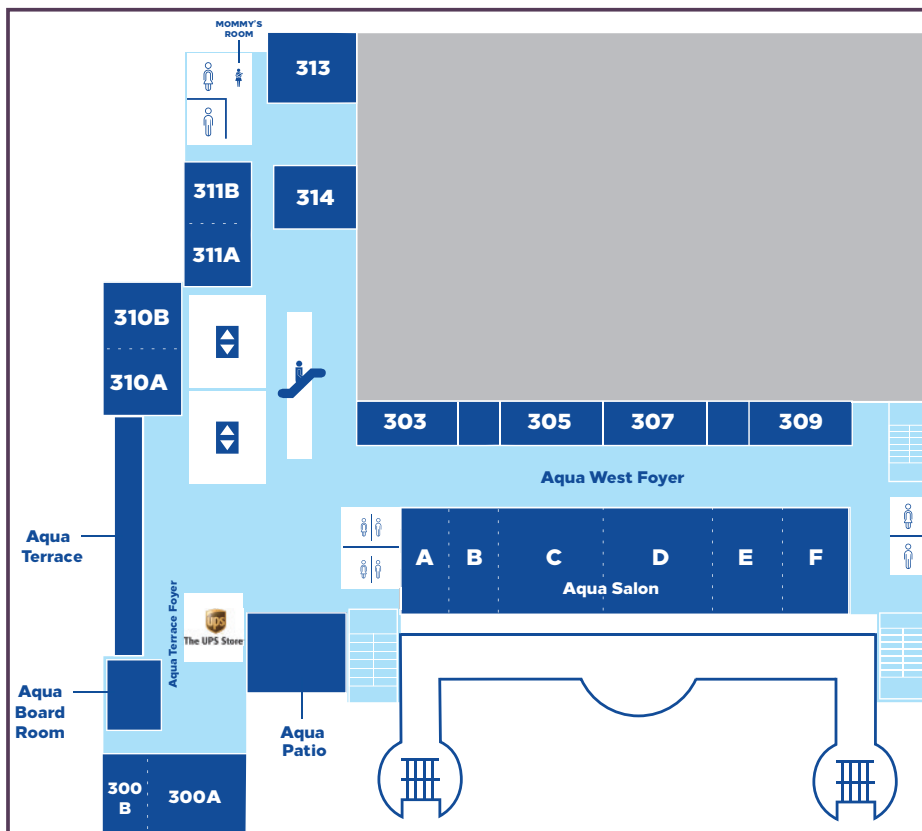 MOMMY'S
ROOM
313
311B
314
311A
310B
310A
303
305
307
309
Aqua West Foyer
A
B
C
D
E
F
Aqua Salon
Aqua
Terrace
Aqua Terrace Foyer
ups
The UPS Store
Aqua
Board
Room
Aqua
Patio
300
B
300A